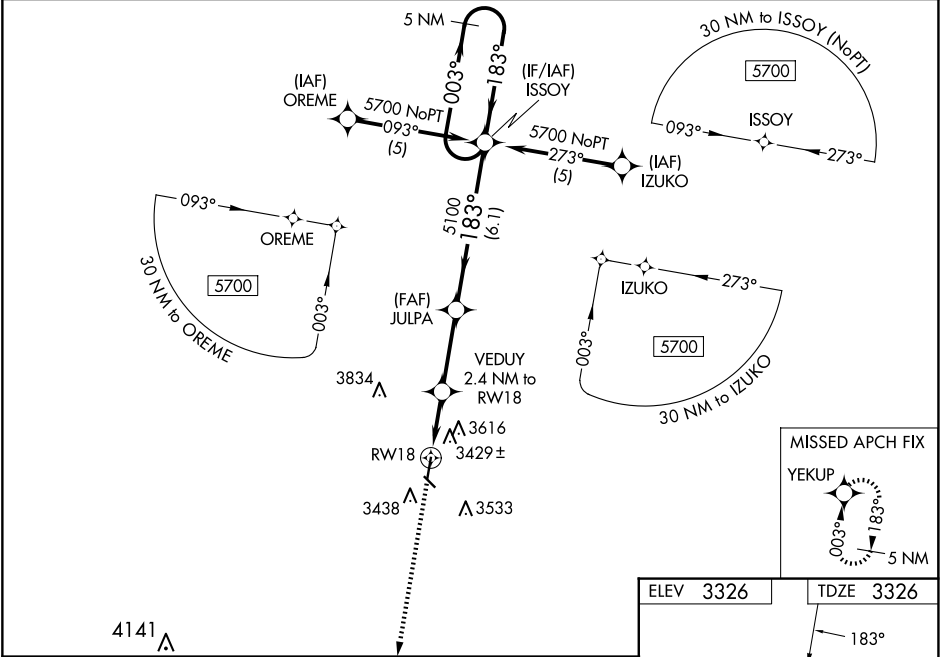 5 NM
003°
183°
(IAF)
OREME
5700 NoPT
093°
(5)
(IF/IAF)
ISSOY
5700 NoPT
273°
(5)
(IAF)
IZUKO
30 NM to ISSOY (NoPT)
5700
ISSOY
093°
273°
093°
OREME
5700
003°
30 NM to OREME
5100
183°
(6.1)
(FAF)
JULPA
IZUKO
273°
003°
5700
30 NM to IZUKO
VEDUY
2.4 NM to
RW18
3834
3616
3429±
RW18
3438
3533
4141
MISSED APCH FIX
YEKUP
003°
183°
5 NM
ELEV 3326
TDZE 3326
183°